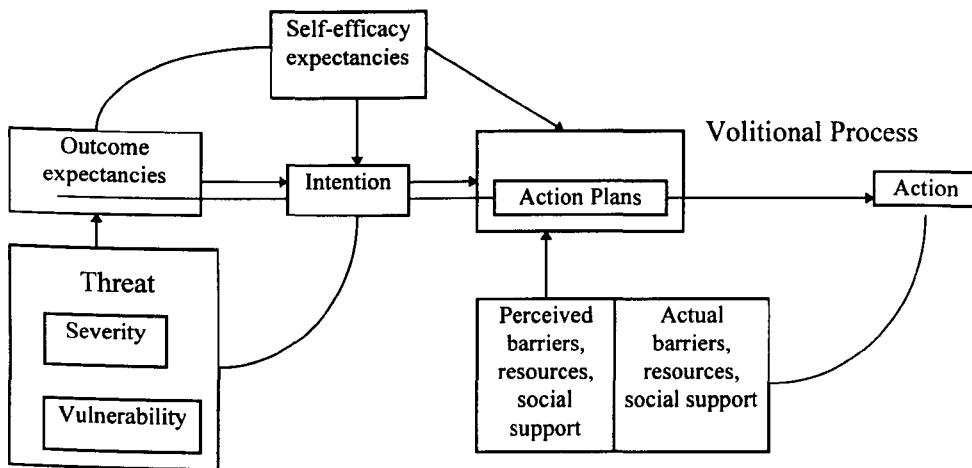 Self-efficacy
expectancies
Volitional Process
Outcome
expectancies
Intention
Action Plans
Action
Threat
Severity
Vulnerability
Perceived
barriers,
resources,
social
support
Actual
barriers,
resources,
social support